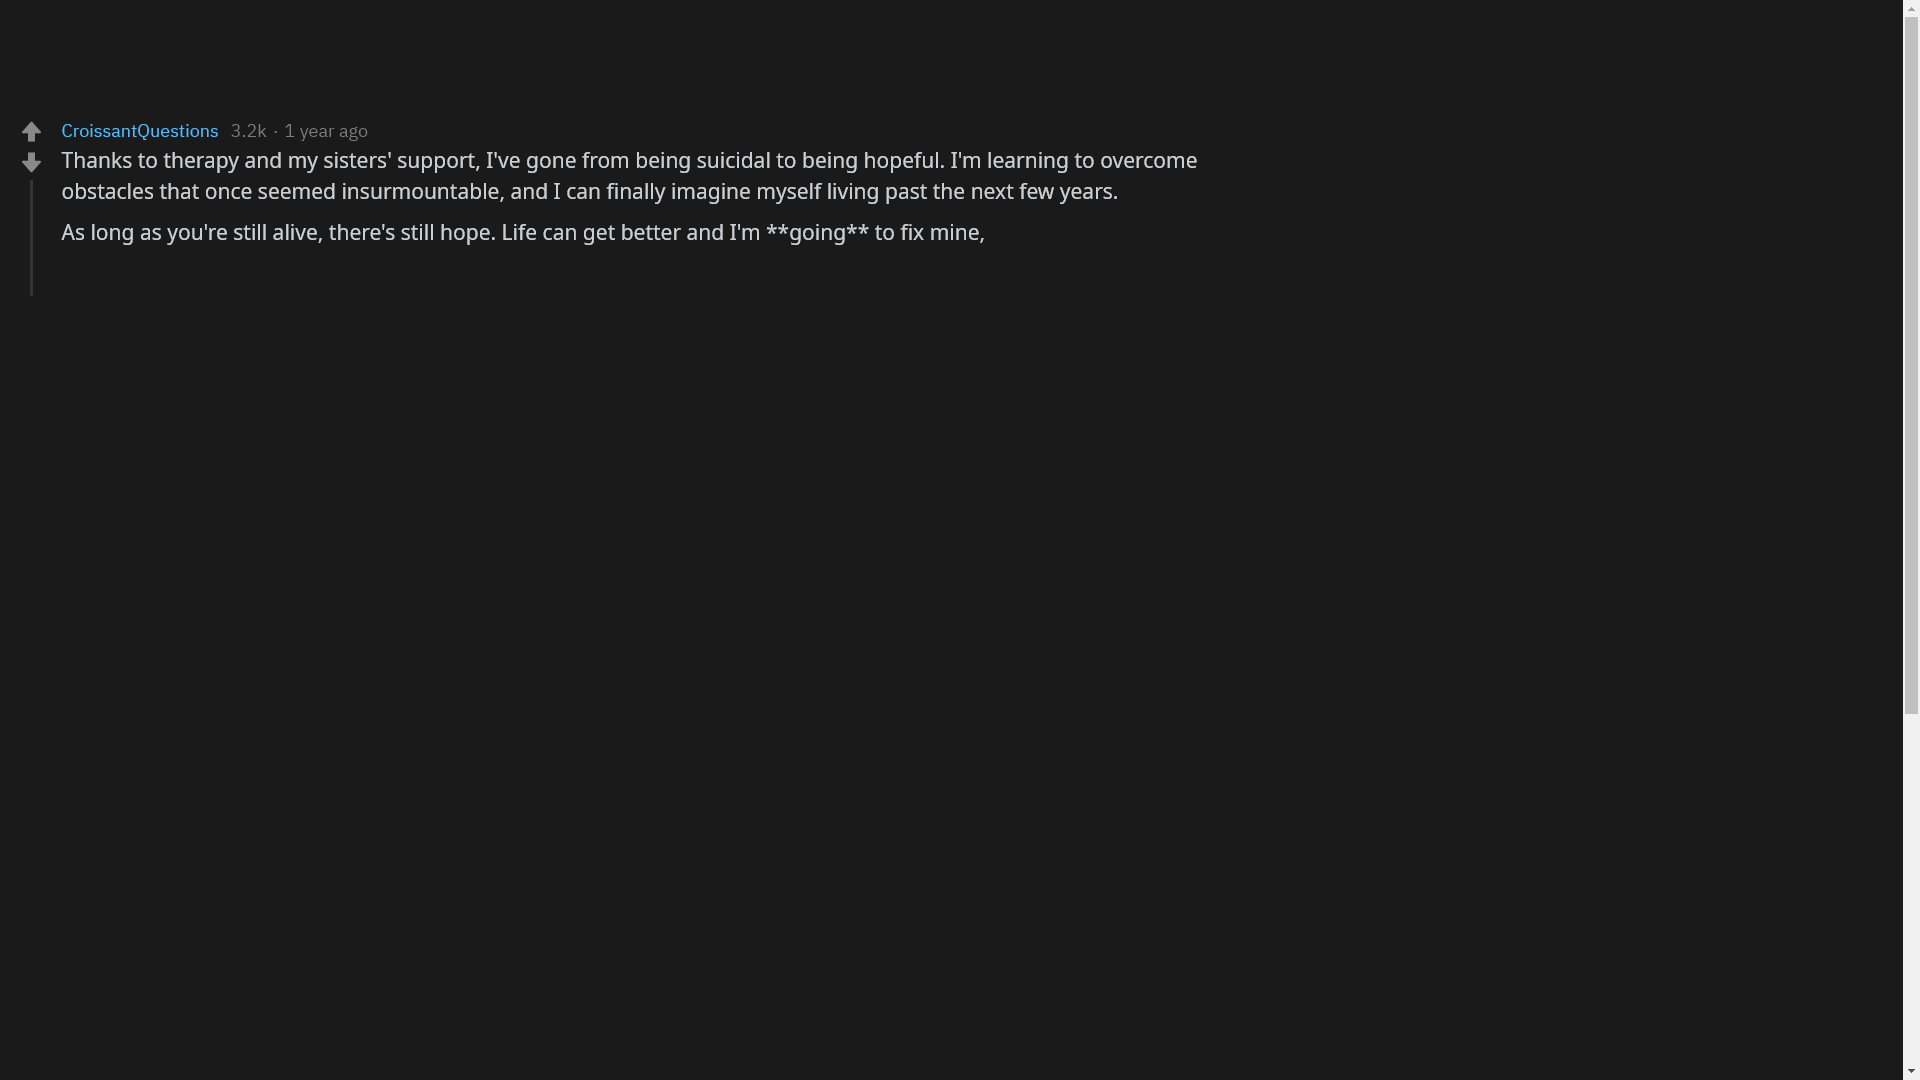 CroissantQuestions 3.2k · 1 year ago
Thanks to therapy and my sisters' support, I've gone from being suicidal to being hopeful. I'm learning to overcome
obstacles that once seemed insurmountable, and I can finally imagine myself living past the next few years.
As long as you're still alive, there's still hope. Life can get better and I'm **going** to fix mine,